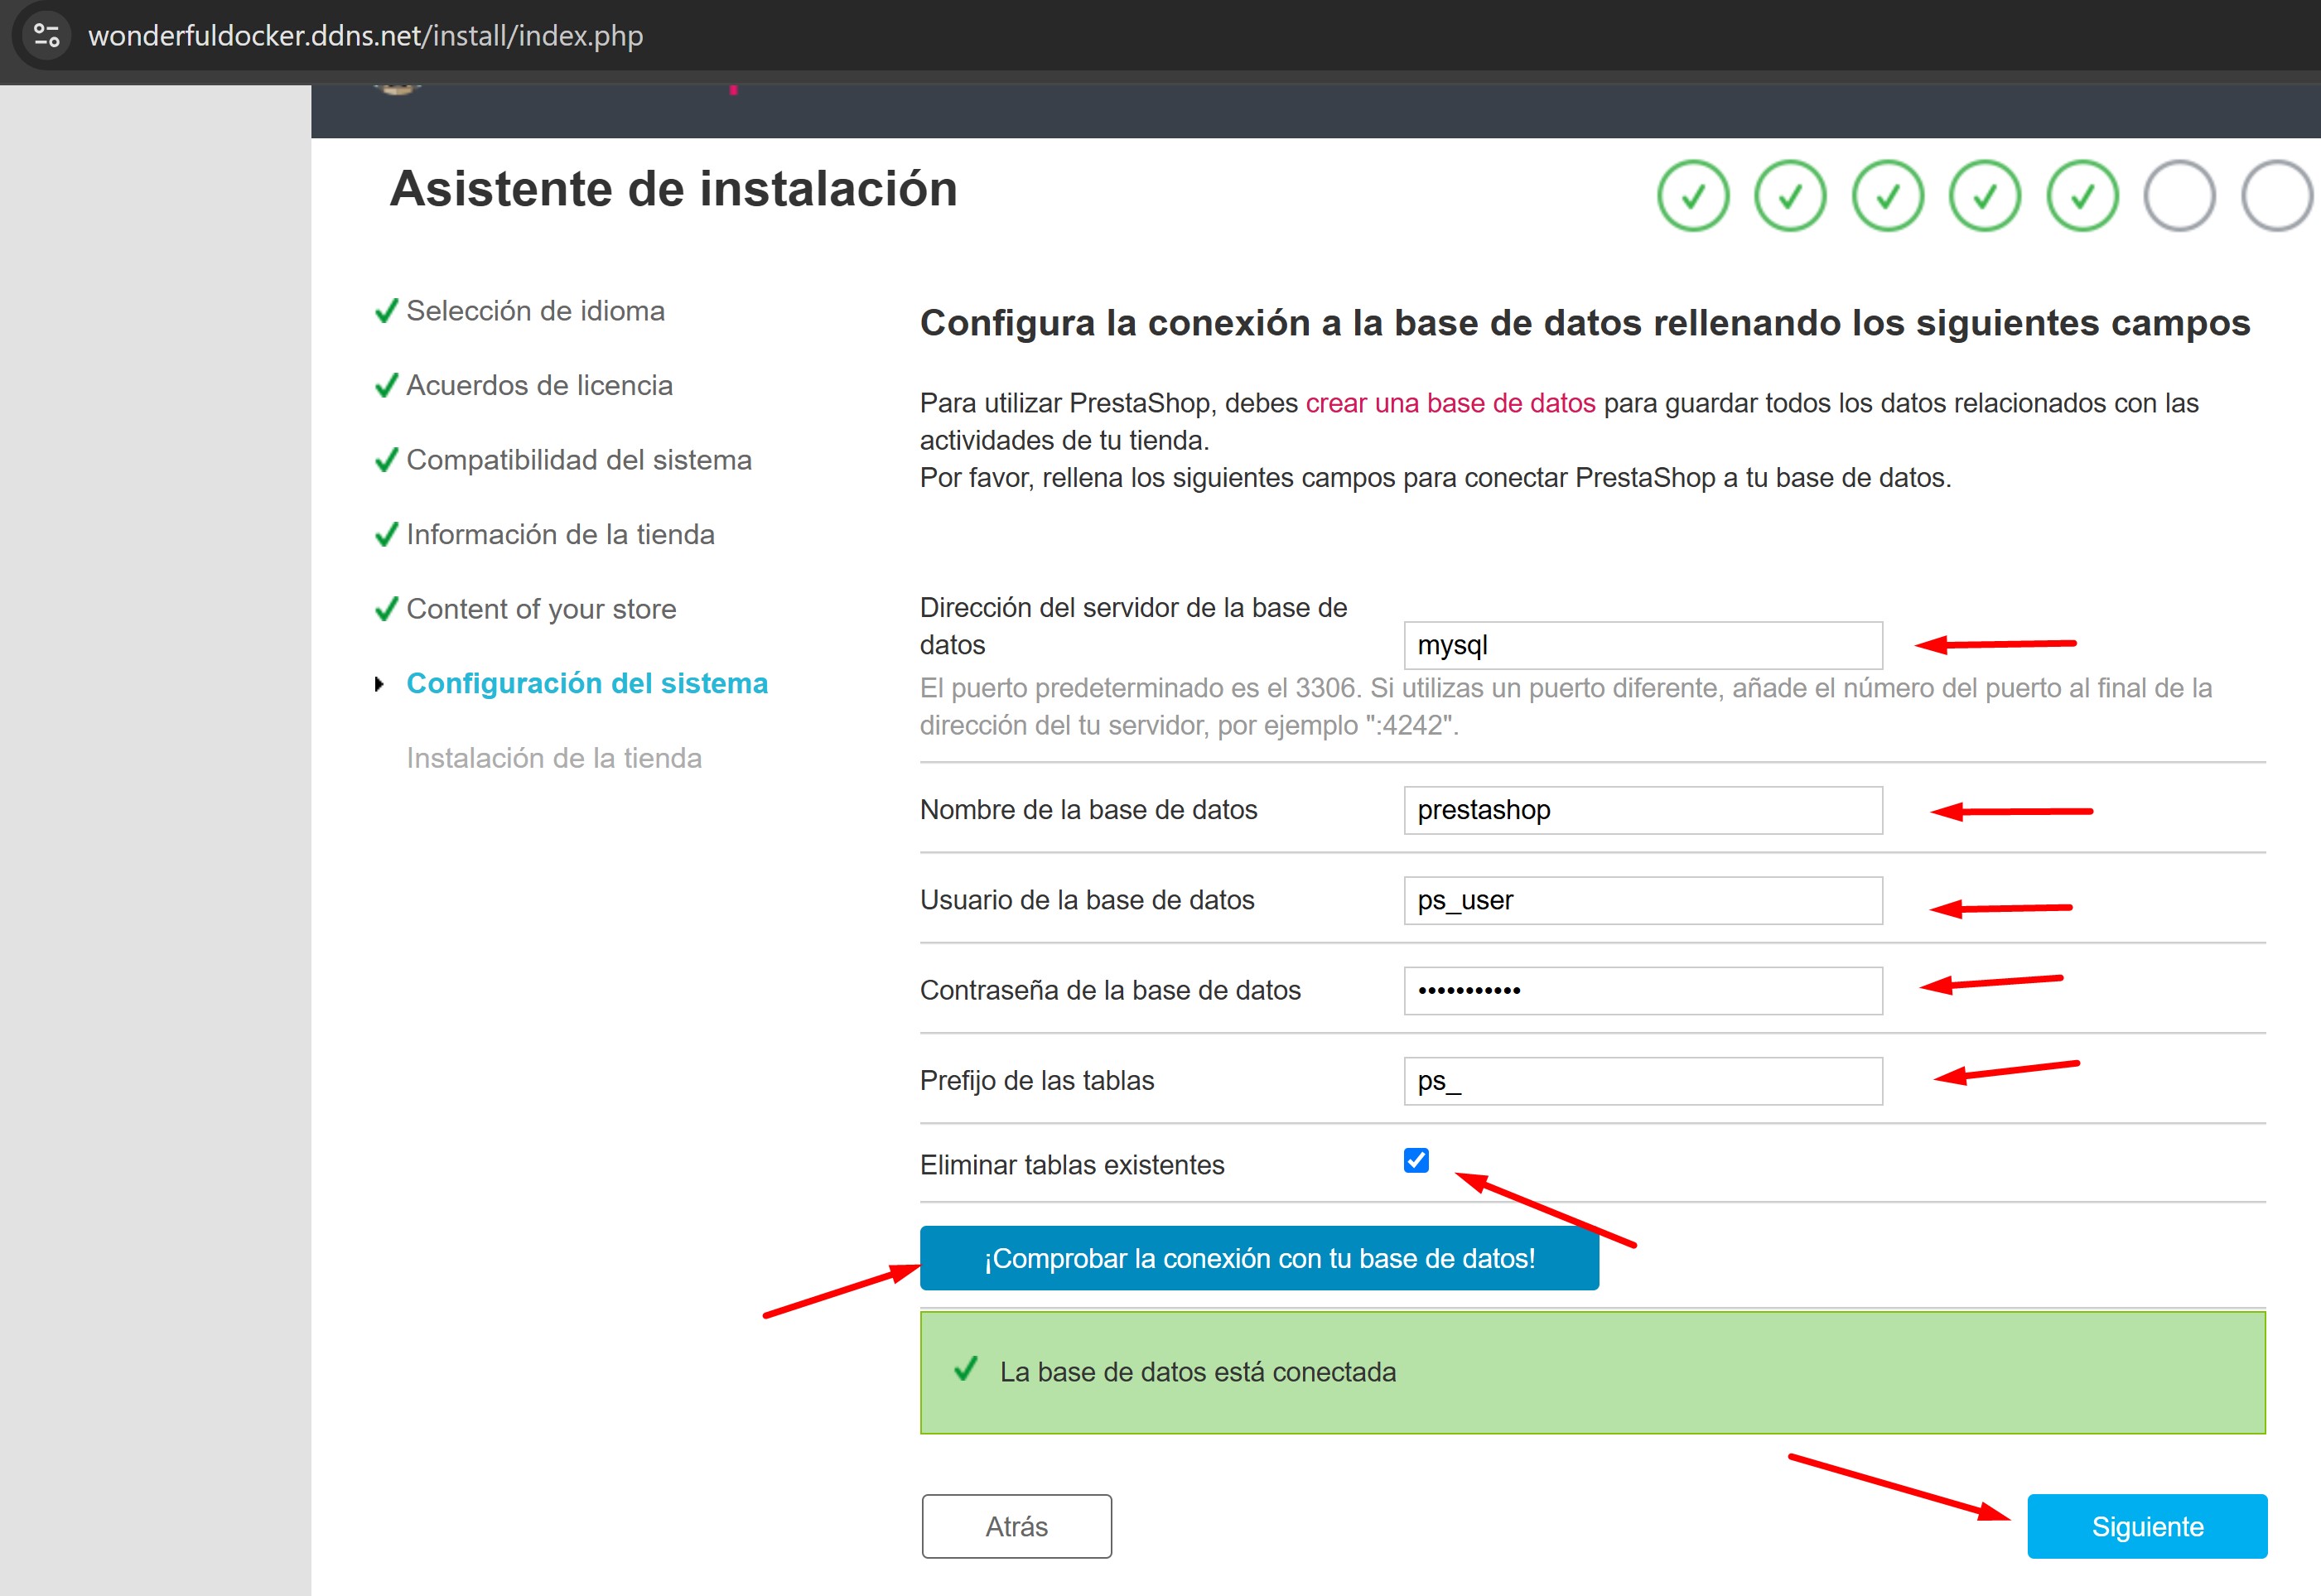 wonderfuldocker.ddns.net/install/index.php
Asistente de instalación
Selección de idioma
Acuerdos de licencia
Compatibilidad del sistema
Información de la tienda
Content of your store
Configuración del sistema
Instalación de la tienda
Configura la conexión a la base de datos rellenando los siguientes campos
Para utilizar PrestaShop, debes crear una base de datos para guardar todos los datos relacionados con las
actividades de tu tienda.
Por favor, rellena los siguientes campos para conectar PrestaShop a tu base de datos.
Dirección del servidor de la base de
datos
mysql
El puerto predeterminado es el 3306. Si utilizas un puerto diferente, añade el número del puerto al final de la
dirección del tu servidor, por ejemplo ":4242".
Nombre de la base de datos
prestashop
Usuario de la base de datos
ps_user
Contraseña de la base de datos
•••••••••••
Prefijo de las tablas
ps_
Eliminar tablas existentes
¡Comprobar la conexión con tu base de datos!
La base de datos está conectada
Atrás
Siguiente